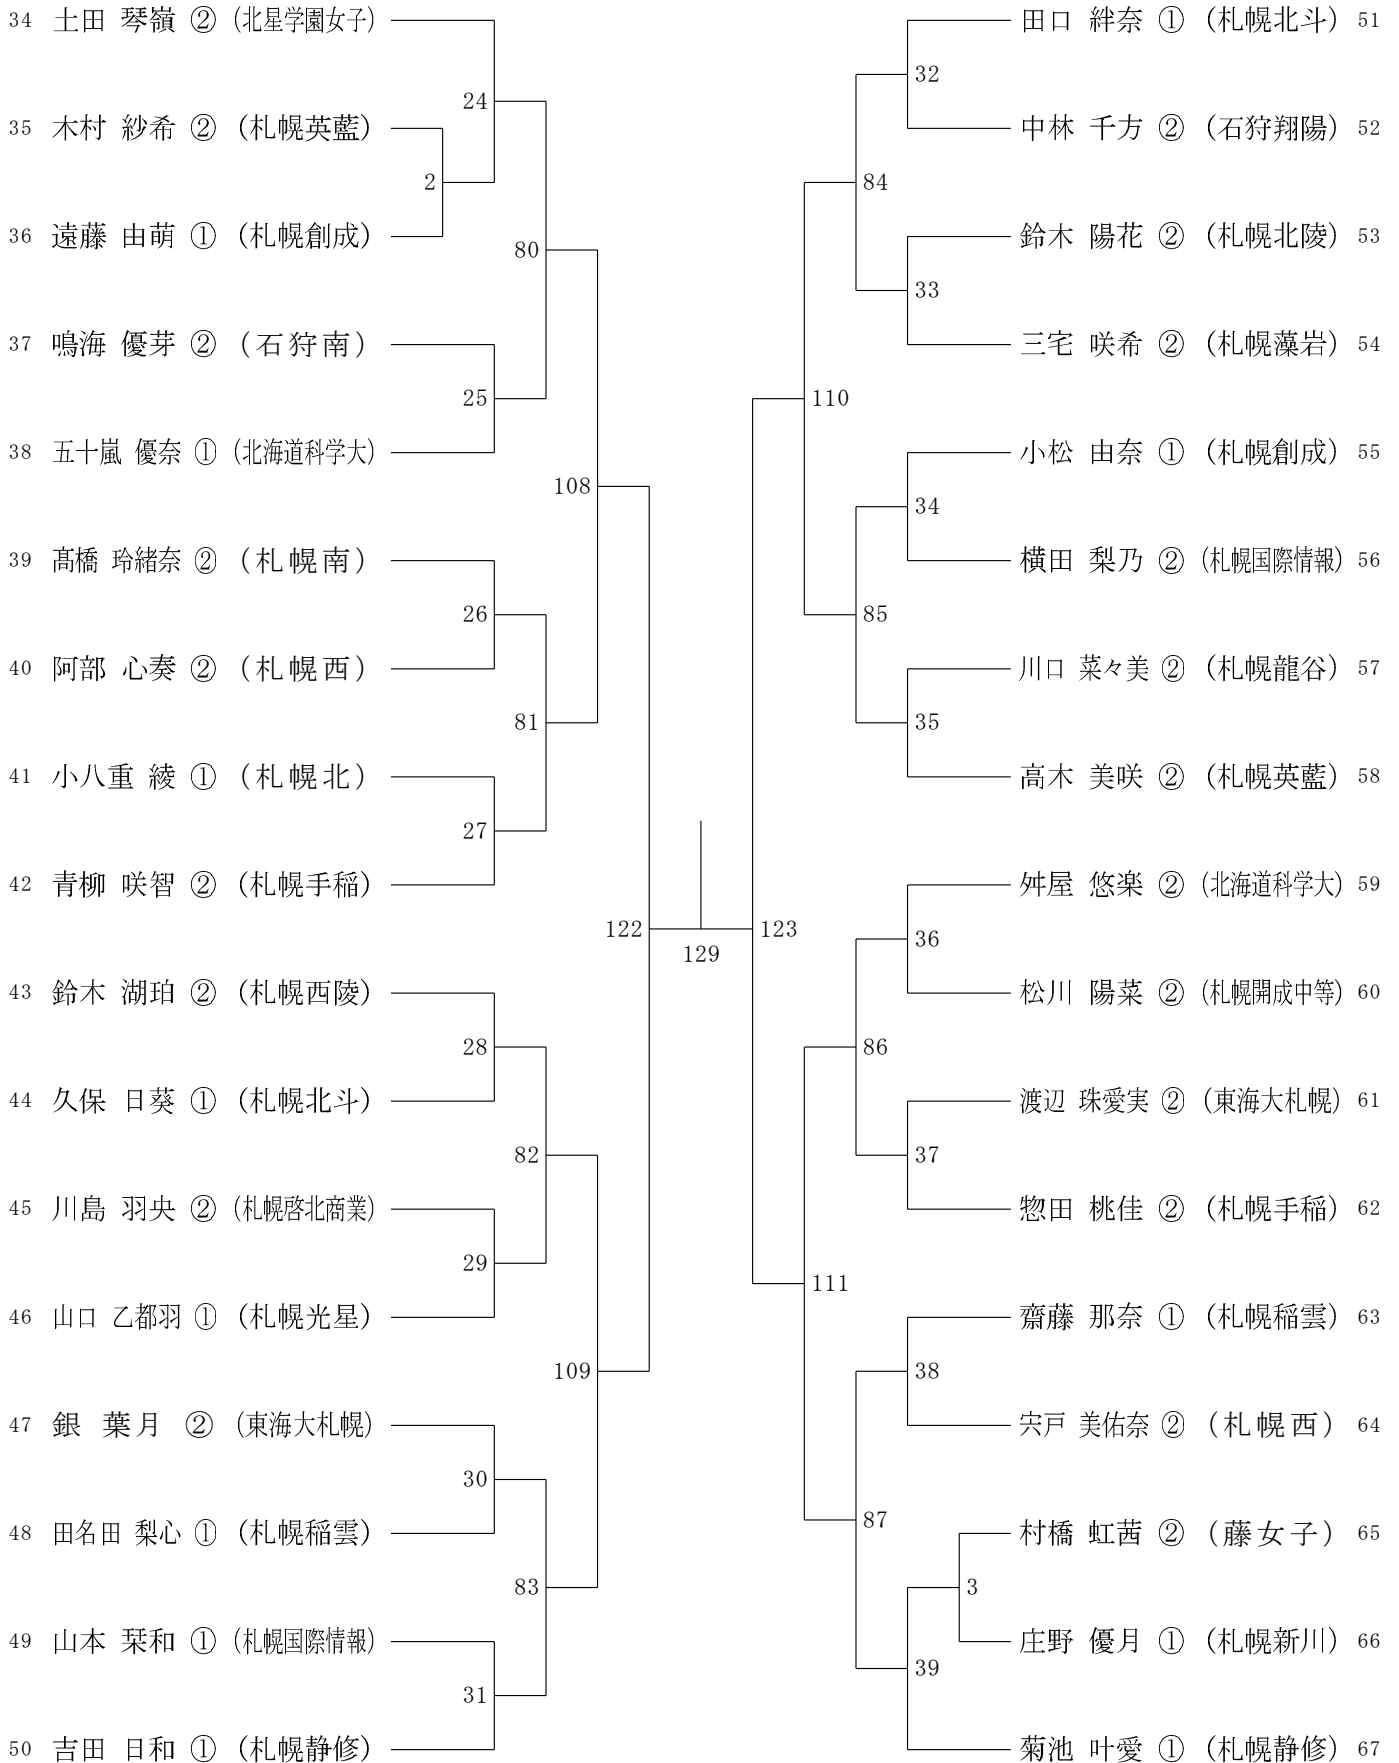 34 土田 琴嶺 ② (北星学園女子)
24
35 木村 紗希 ② (札幌英藍)
2
36 遠藤 由萌 ① (札幌創成)
80
37 鳴海 優芽 ② (石狩南)
25
38 五十嵐 優奈 ① (北海道科学大)
108
39 髙橋 玲緒奈 ② (札幌南)
26
40 阿部 心奏 ② (札幌西)
81
41 小八重 綾 ① (札幌北)
27
42 青柳 咲智 ② (札幌手稲)
122
43 鈴木 湖珀 ② (札幌西陵)
28
44 久保 日葵 ① (札幌北斗)
82
45 川島 羽央 ② (札幌啓北商業)
29
46 山口 乙都羽 ① (札幌光星)
109
47 銀 葉月 ② (東海大札幌)
30
48 田名田 梨心 ① (札幌稲雲)
83
49 山本 栞和 ① (札幌国際情報)
31
50 吉田 日和 ① (札幌静修)
129
田口 絆奈 ① (札幌北斗) 51
32
中林 千方 ② (石狩翔陽) 52
84
鈴木 陽花 ② (札幌北陵) 53
33
三宅 咲希 ② (札幌藻岩) 54
110
小松 由奈 ① (札幌創成) 55
34
横田 梨乃 ② (札幌国際情報) 56
85
川口 菜々美 ② (札幌龍谷) 57
35
高木 美咲 ② (札幌英藍) 58
123
舛屋 悠楽 ② (北海道科学大) 59
36
松川 陽菜 ② (札幌開成中等) 60
86
渡辺 珠愛実 ② (東海大札幌) 61
37
惣田 桃佳 ② (札幌手稲) 62
111
齋藤 那奈 ① (札幌稲雲) 63
38
宍戸 美佑奈 ② (札幌西) 64
87
村橋 虹茜 ② (藤女子) 65
3
庄野 優月 ① (札幌新川) 66
39
菊池 叶愛 ① (札幌静修) 67